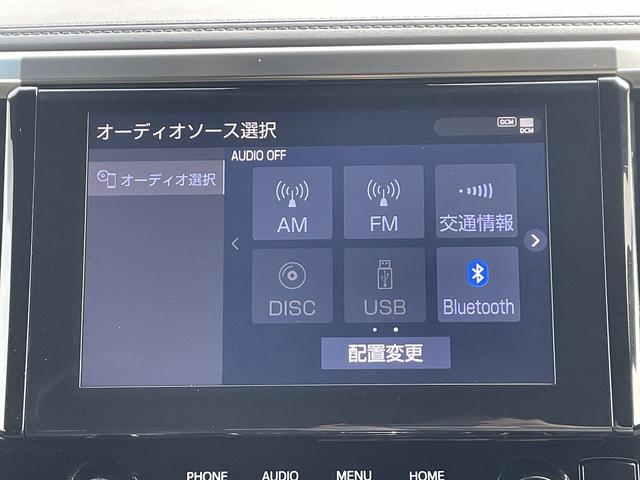 オーディオソース選択
DCM
DCM
オーディオ選択
AUDIO OFF
AM
FM
交通情報
DISC
USB
Bluetooth
配置変更
PHONE AUDIO MENU HOME